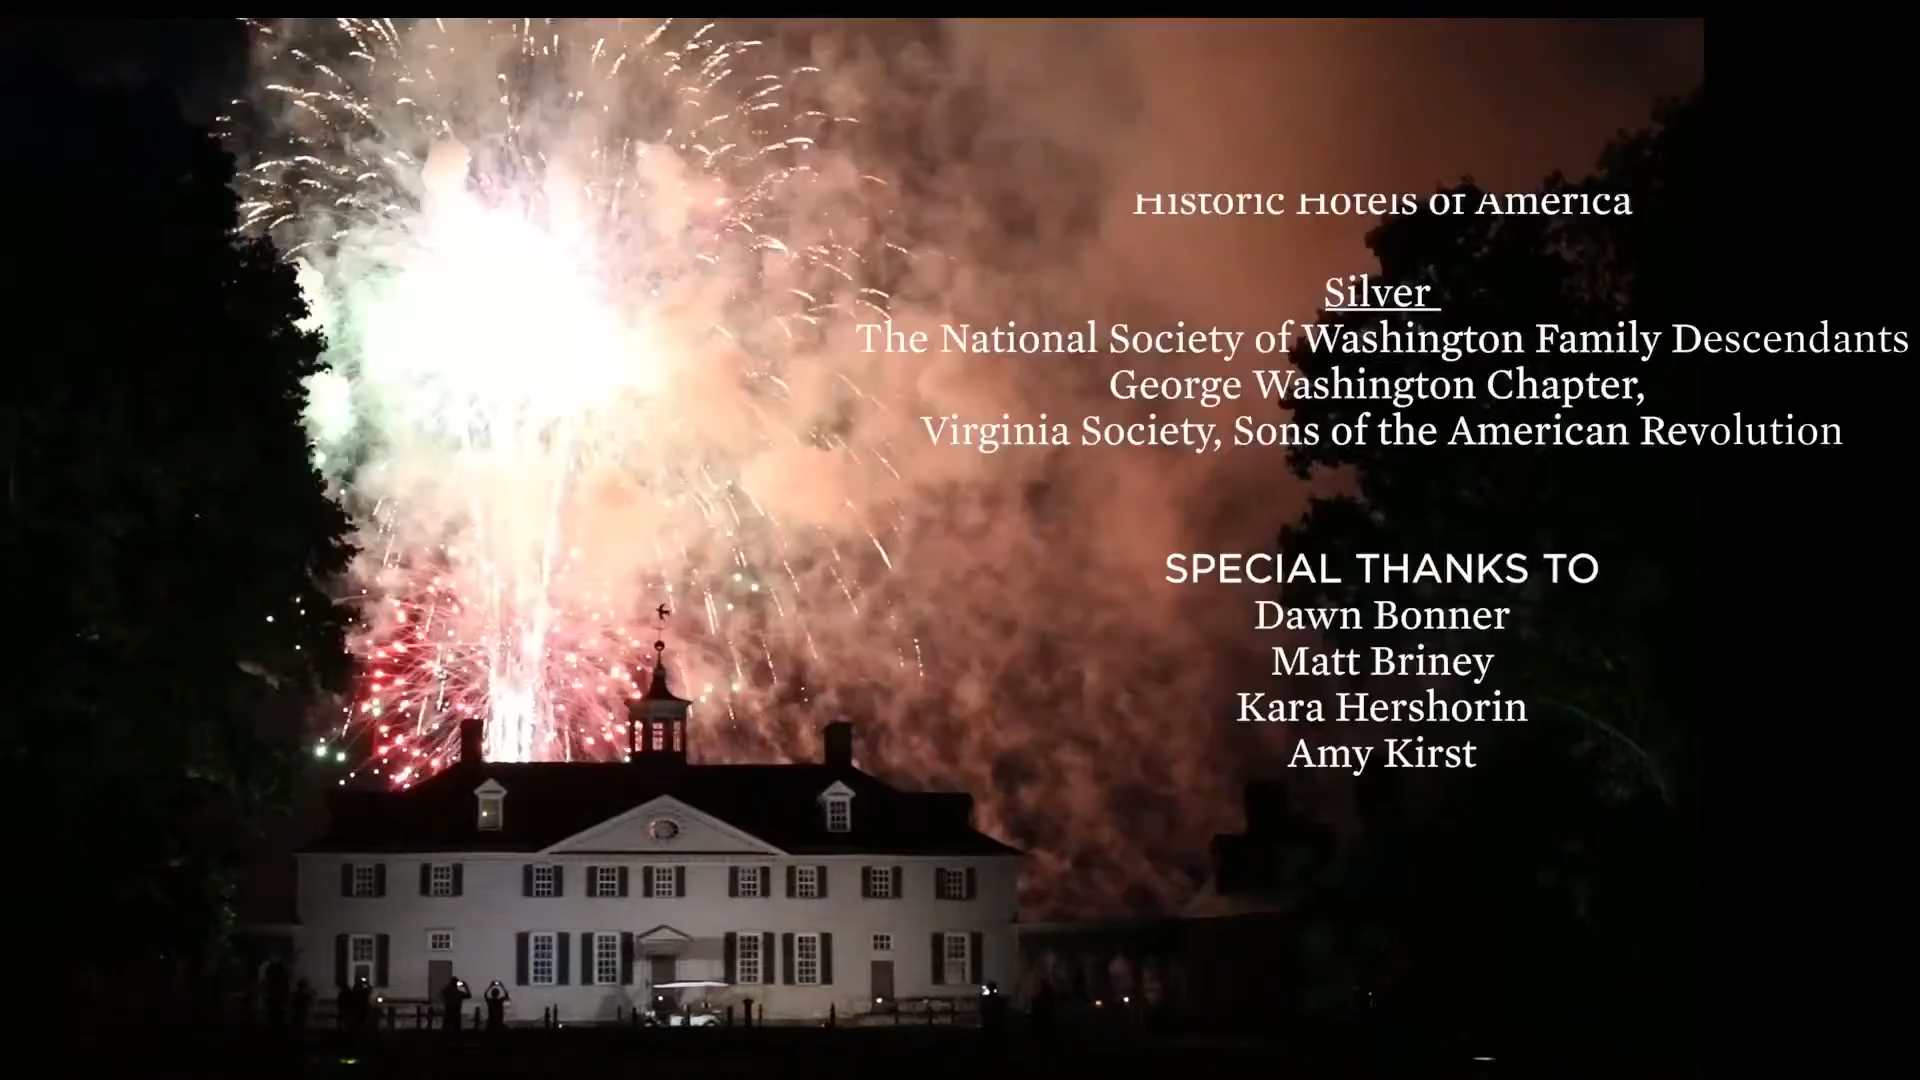 Historic Hotels of America
Silver
The National Society of Washington Family Descendants
George Washington Chapter,
Virginia Society, Sons of the American Revolution
SPECIAL THANKS TO
Dawn Bonner
Matt Briney
Kara Hershorin
Amy Kirst